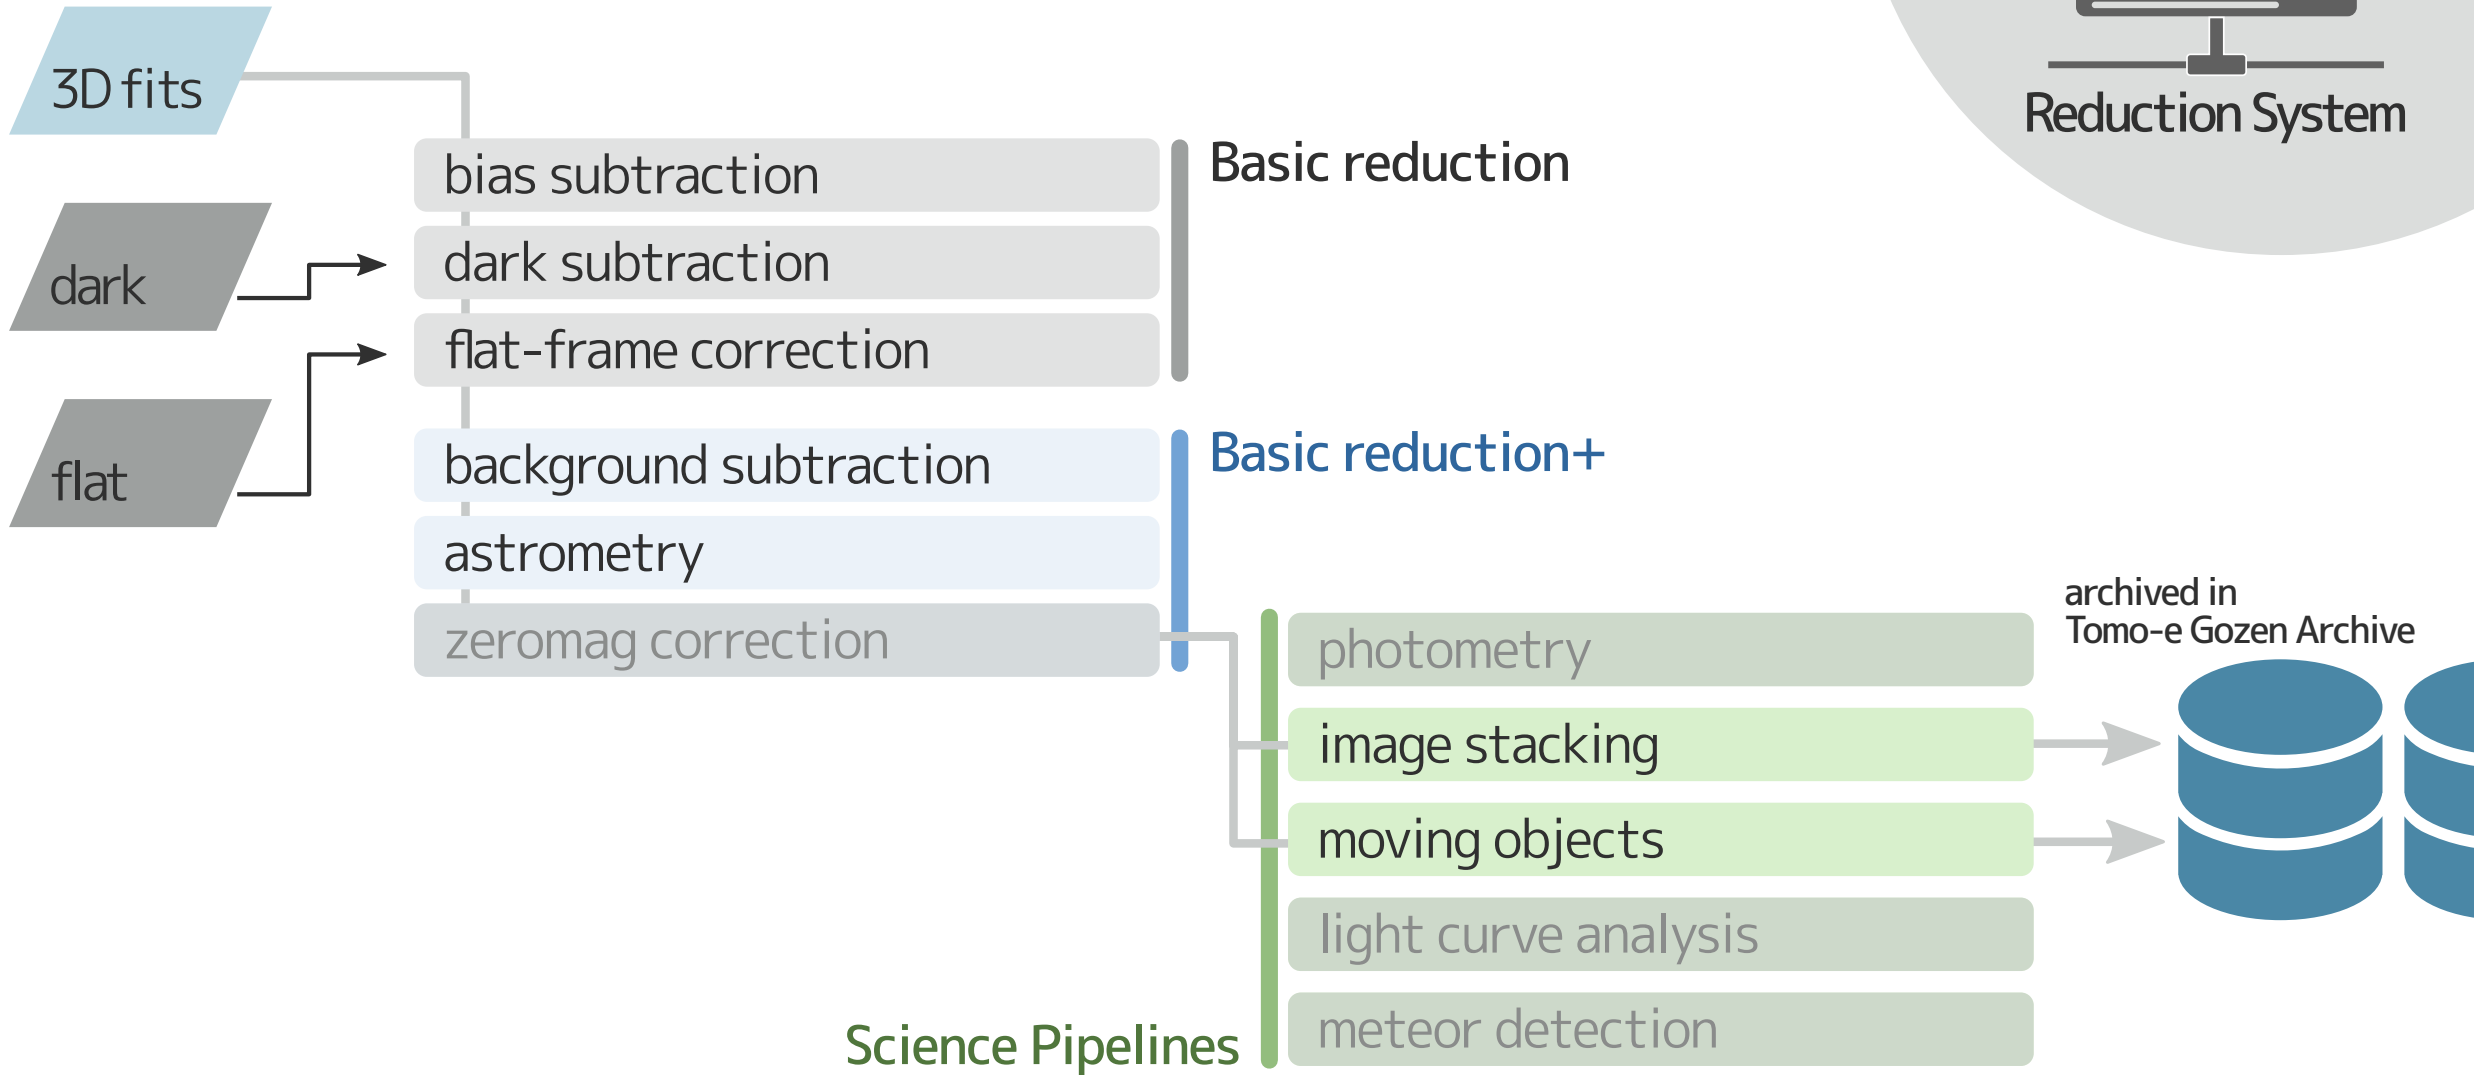 3D fits
Reduction System
bias subtraction
Basic reduction
dark
dark subtraction
flat-frame correction
flat
background subtraction
Basic reduction+
astrometry
zeromag correction
archived in
Tomo-e Gozen Archive
photometry
image stacking
moving objects
light curve analysis
meteor detection
Science Pipelines